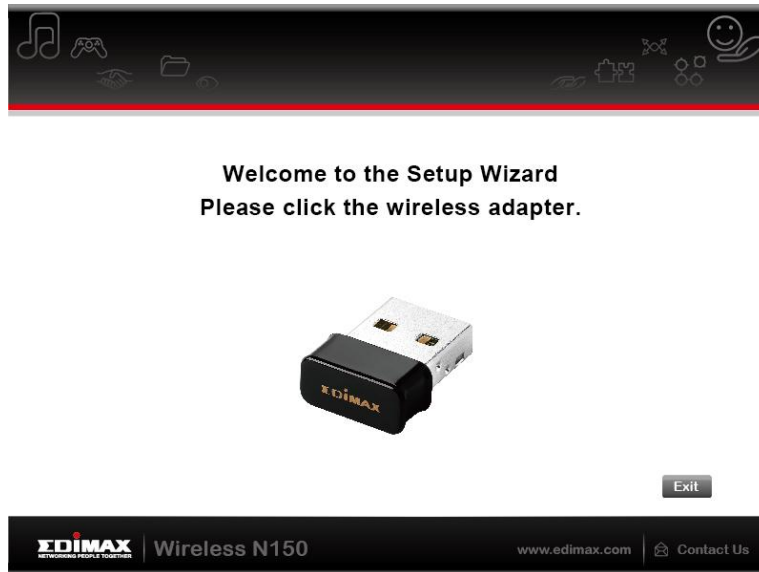 Welcome to the Setup Wizard
Please click the wireless adapter.
EDIMAX
Exit
EDIMAX
NETWORKING PEOPLE TOGETHER
Wireless N150
www.edimax.com
Contact Us